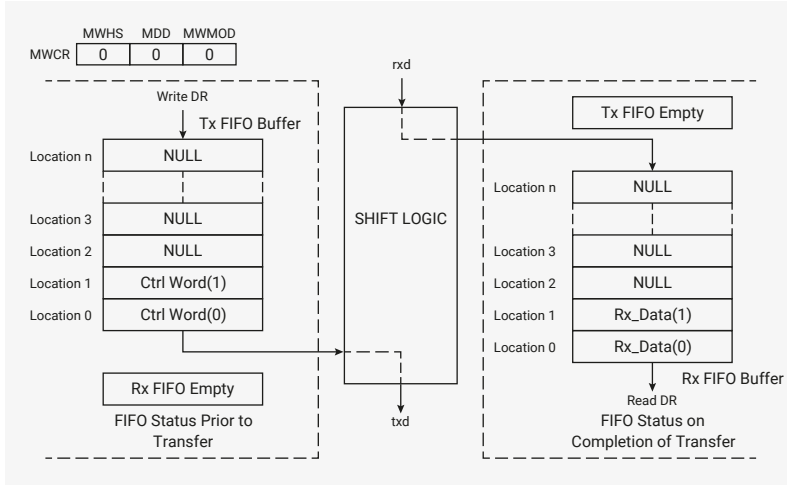 MWHS MDD MWMOD
MWCR 0 0 0
Write DR
Tx FIFO Buffer
Location n NULL
Location 3 NULL
Location 2 NULL
Location 1 Ctrl Word(1)
Location 0 Ctrl Word(0)
Rx FIFO Empty
FIFO Status Prior to
Transfer
rxd
SHIFT LOGIC
txd
Tx FIFO Empty
Location n NULL
Location 3 NULL
Location 2 NULL
Location 1 Rx_Data(1)
Location 0 Rx_Data(0)
Rx FIFO Buffer
Read DR
FIFO Status on
Completion of Transfer